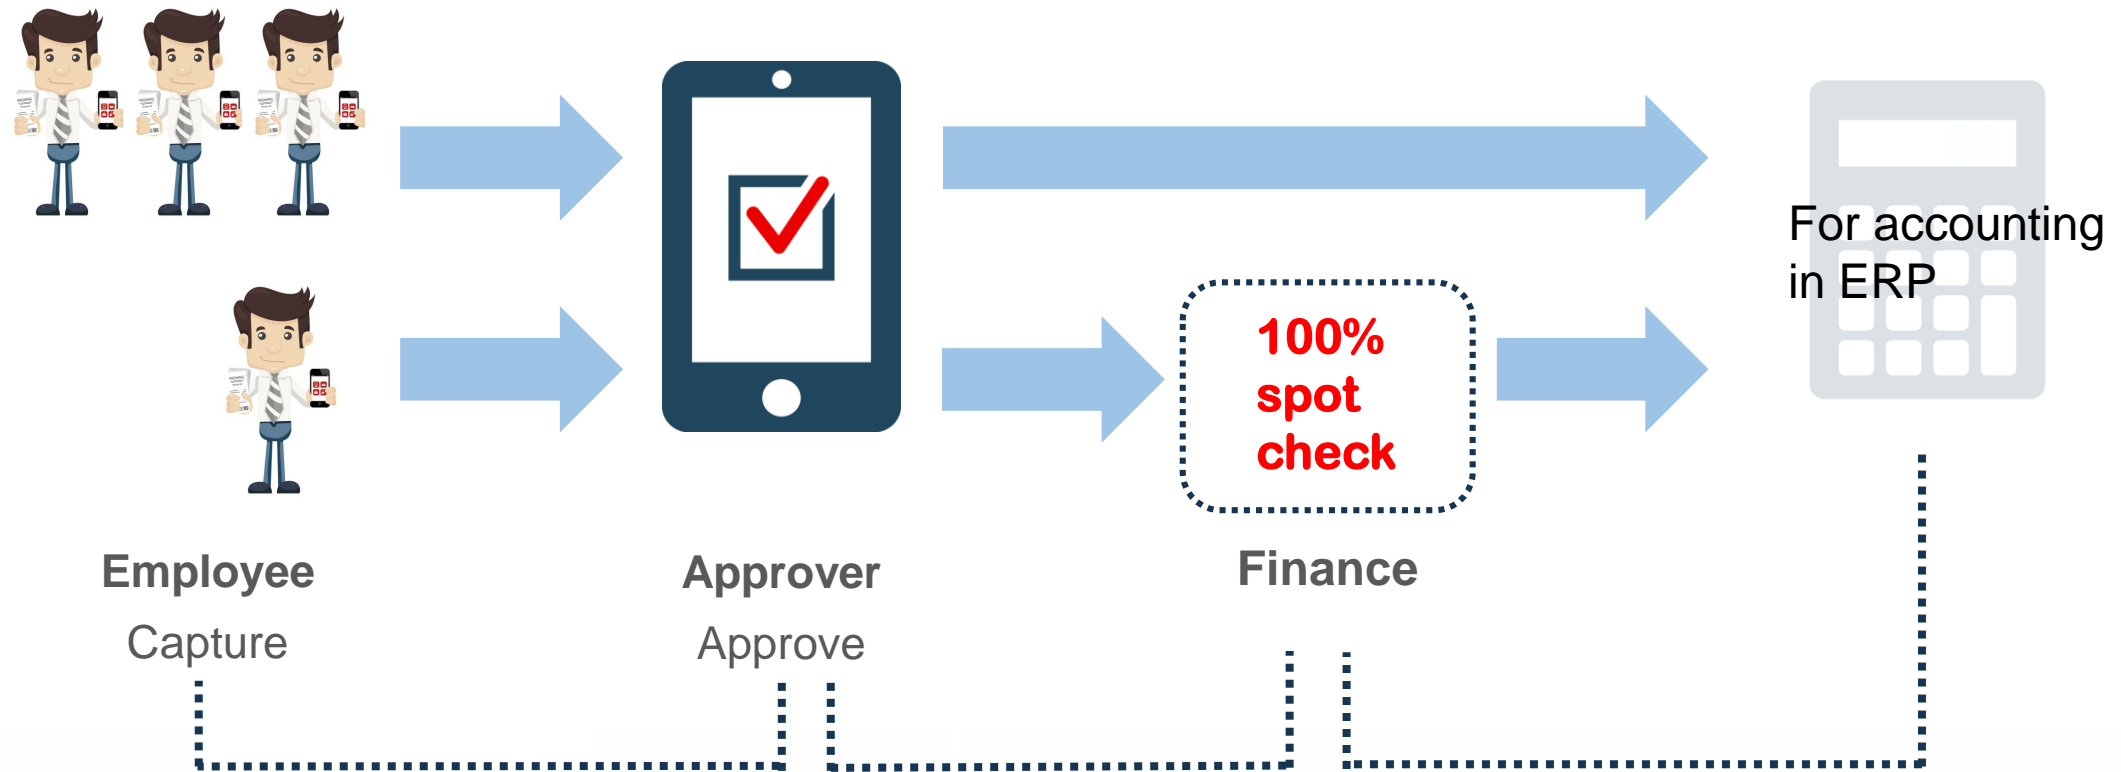 For accounting
in ERP
100%
spot
check
Employee
Capture
Approver
Approve
Finance